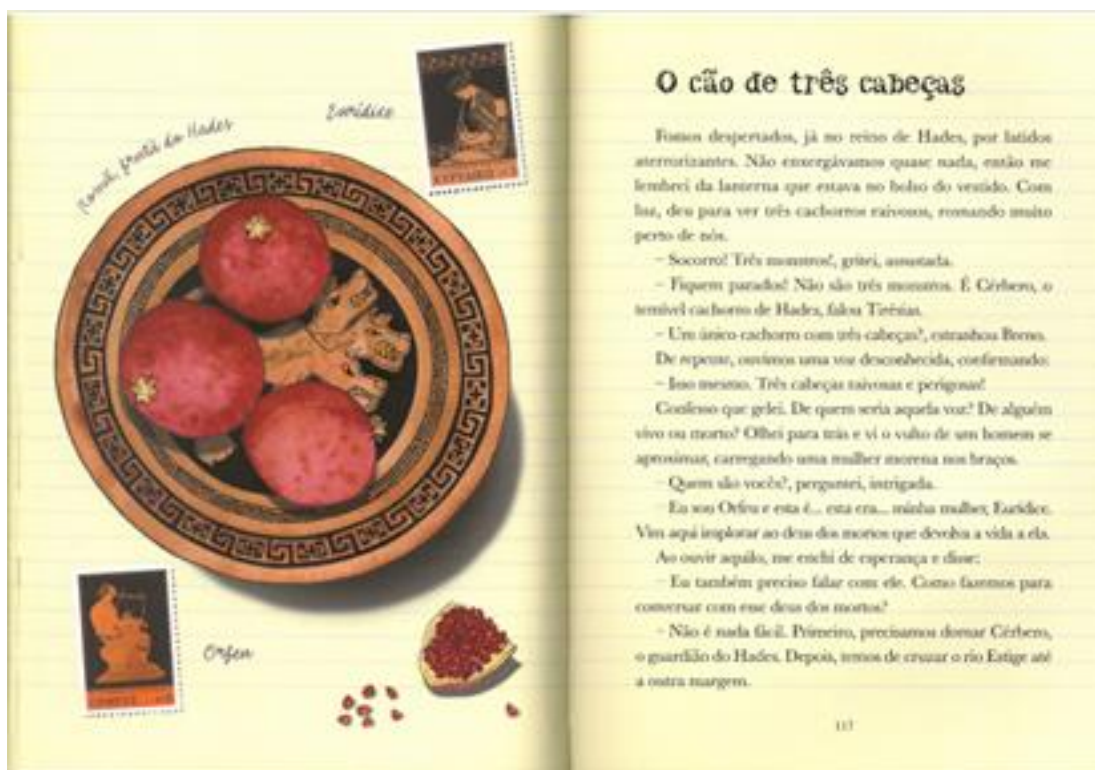 Romã, fruta do Hades
Eurídice
Orfeu
O cão de três cabeças
Fomos despertados, já no reino de Hades, por latidos
aterrorizantes. Não enxergávamos quase nada, então me
lembrei da lanterna que estava no bolso do vestido. Com
luz, deu para ver três cachorros raivosos, rosnando muito
perto de nós.
– Socorro! Três monstros!, gritei, assustada.
– Fiquem parados! Não são três monstros. É Cérbero, o
temível cachorro de Hades, falou Tirésias.
– Um único cachorro com três cabeças?, estranhou Breno.
De repente, ouvimos uma voz desconhecida, confirmando:
– Isso mesmo. Três cabeças raivosas e perigosas!
Confesso que gelei. De quem seria aquela voz? De alguém
vivo ou morto? Olhei para trás e vi o vulto de um homem se
aproximar, carregando uma mulher morena nos braços.
– Quem são vocês?, perguntei, intrigada.
– Eu sou Orfeu e esta é... esta era... minha mulher, Eurídice.
Vim aqui implorar ao deus dos mortos que devolva a vida a ela.
Ao ouvir aquilo, me enchi de esperança e disse:
– Eu também preciso falar com ele. Como fazemos para
conversar com esse deus dos mortos?
– Não é nada fácil. Primeiro, precisamos domar Cérbero,
o guardião do Hades. Depois, temos de cruzar o rio Estige até
a outra margem.
117